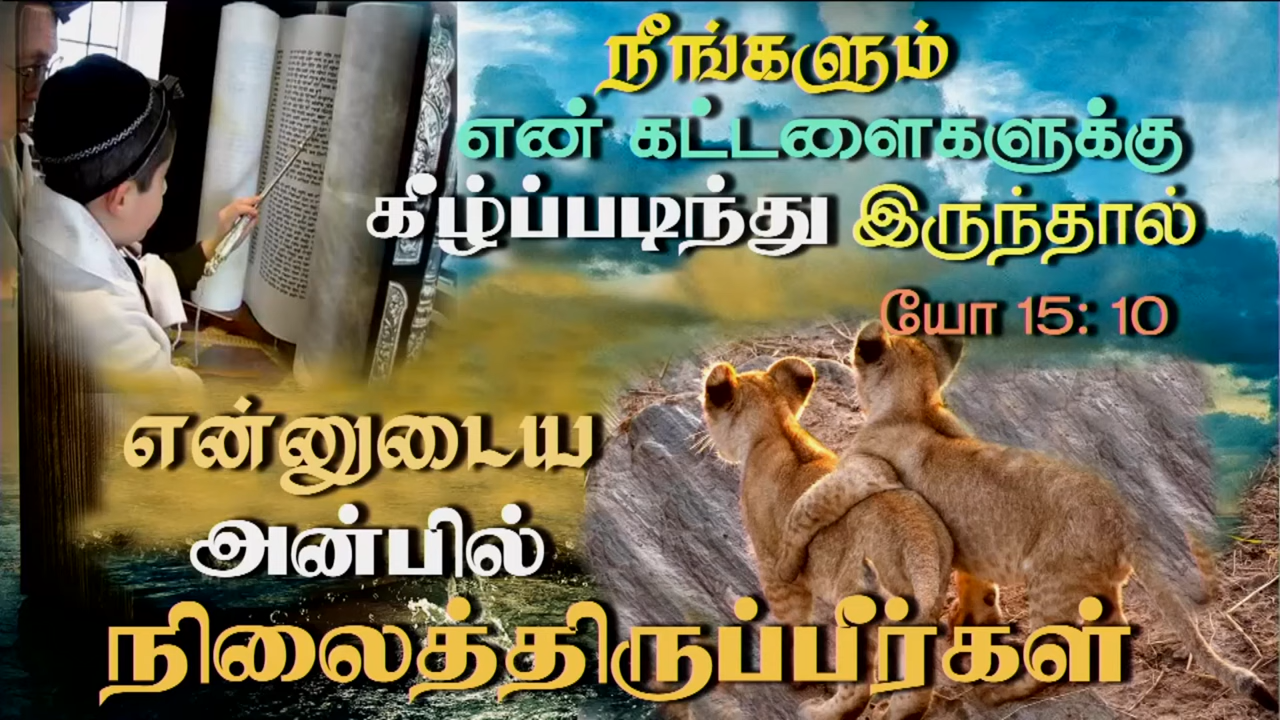 நீங்களும்
என் கட்டளைகளுக்கு
கீழ்ப்படிந்து இருந்தால்
யோ 15: 10
என்னுடைய
அன்பில்
நிலைத்திருப்பீர்கள்